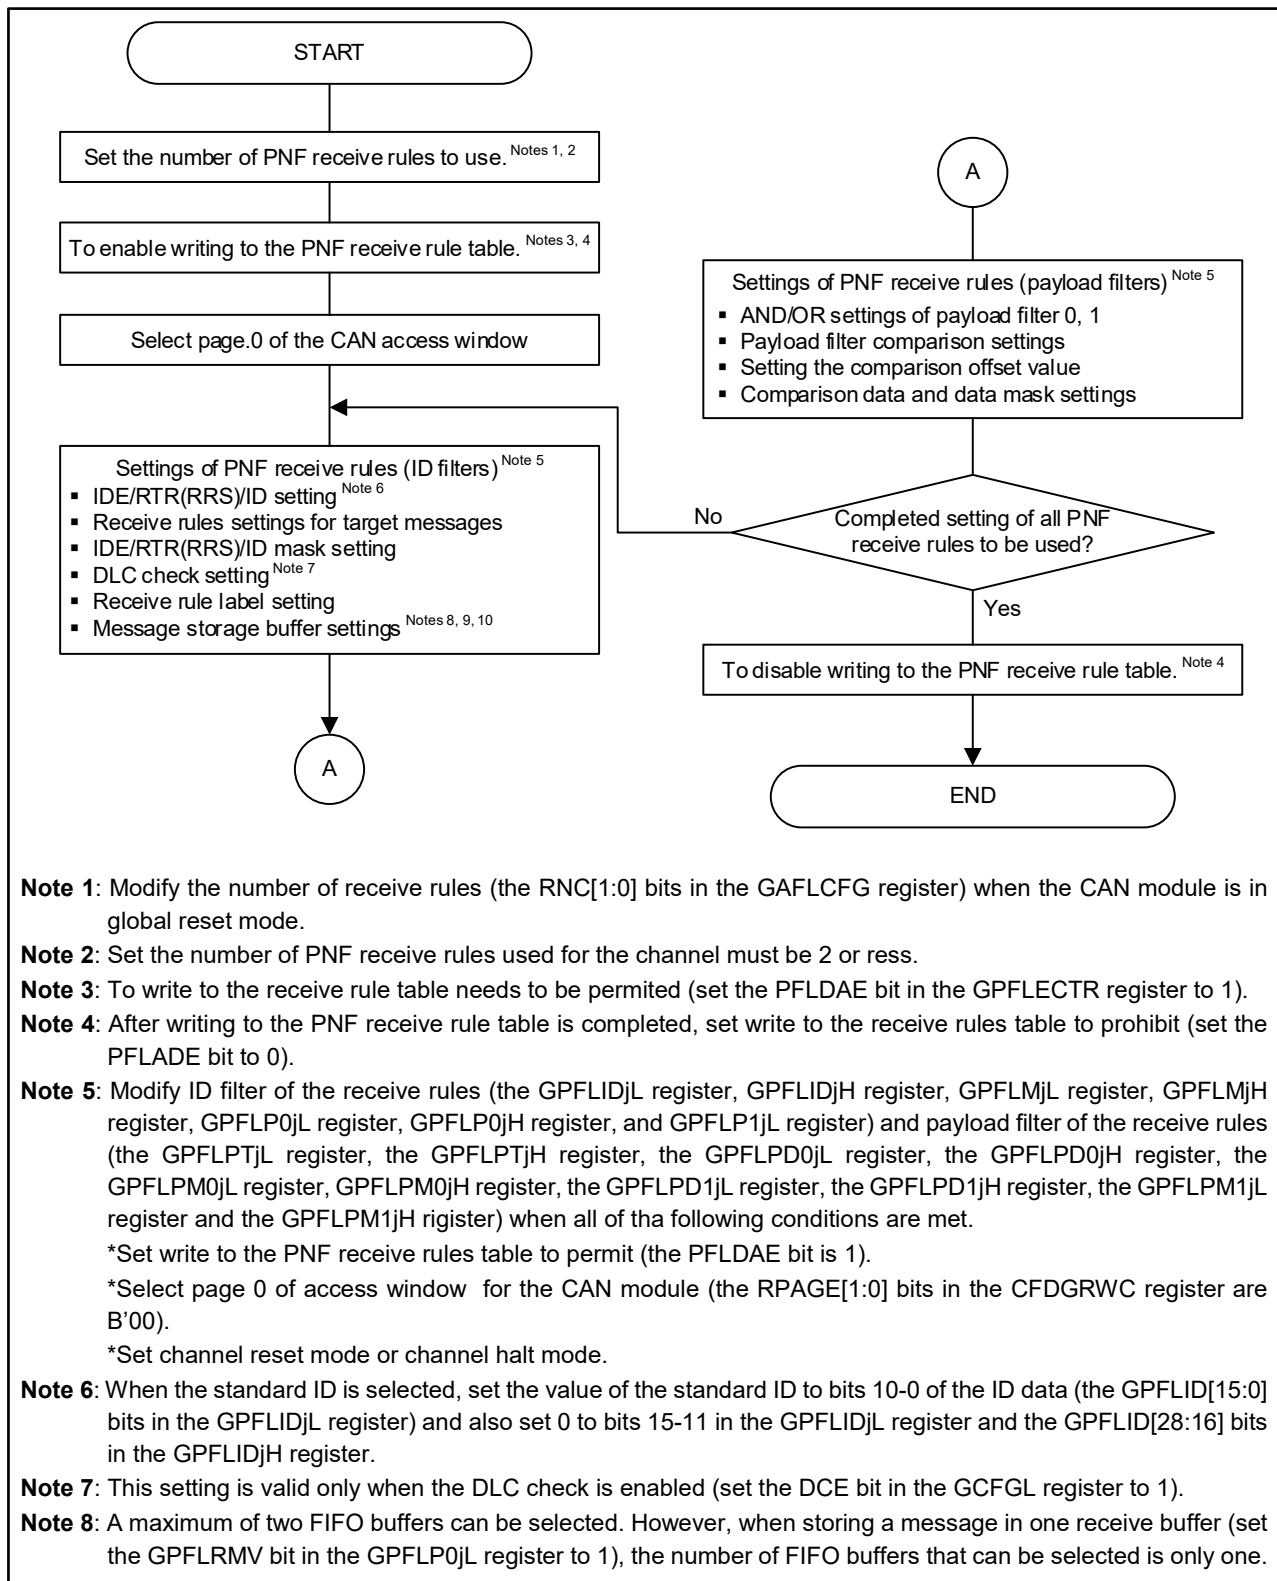 START
Set the number of PNF receive rules to use. Notes 1, 2
To enable writing to the PNF receive rule table. Notes 3, 4
Select page.0 of the CAN access window
Settings of PNF receive rules (ID filters) Note 5
▪ IDE/RTR(RRS)/ID setting Note 6
▪ Receive rules settings for target messages
▪ IDE/RTR(RRS)/ID mask setting
▪ DLC check setting Note 7
▪ Receive rule label setting
▪ Message storage buffer settings Notes 8, 9, 10
A
A
Settings of PNF receive rules (payload filters) Note 5
▪ AND/OR settings of payload filter 0, 1
▪ Payload filter comparison settings
▪ Setting the comparison offset value
▪ Comparison data and data mask settings
No
Completed setting of all PNF
receive rules to be used?
Yes
To disable writing to the PNF receive rule table. Note 4
END
Note 1: Modify the number of receive rules (the RNC[1:0] bits in the GAFLCFG register) when the CAN module is in
global reset mode.
Note 2: Set the number of PNF receive rules used for the channel must be 2 or ress.
Note 3: To write to the receive rule table needs to be permited (set the PFLDAE bit in the GPFLECTR register to 1).
Note 4: After writing to the PNF receive rule table is completed, set write to the receive rules table to prohibit (set the
PFLADE bit to 0).
Note 5: Modify ID filter of the receive rules (the GPFLIDjL register, GPFLIDjH register, GPFLMjL register, GPFLMjH
register, GPFLP0jL register, GPFLP0jH register, and GPFLP1jL register) and payload filter of the receive rules
(the GPFLPTjL register, the GPFLPTjH register, the GPFLPD0jL register, the GPFLPD0jH register, the
GPFLPM0jL register, GPFLPM0jH register, the GPFLPD1jL register, the GPFLPD1jH register, the GPFLPM1jL
register and the GPFLPM1jH rigister) when all of tha following conditions are met.
*Set write to the PNF receive rules table to permit (the PFLDAE bit is 1).
*Select page 0 of access window for the CAN module (the RPAGE[1:0] bits in the CFDGRWC register are
B'00).
*Set channel reset mode or channel halt mode.
Note 6: When the standard ID is selected, set the value of the standard ID to bits 10-0 of the ID data (the GPFLID[15:0]
bits in the GPFLIDjL register) and also set 0 to bits 15-11 in the GPFLIDjL register and the GPFLID[28:16] bits
in the GPFLIDjH register.
Note 7: This setting is valid only when the DLC check is enabled (set the DCE bit in the GCFGL register to 1).
Note 8: A maximum of two FIFO buffers can be selected. However, when storing a message in one receive buffer (set
the GPFLRMV bit in the GPFLP0jL register to 1), the number of FIFO buffers that can be selected is only one.